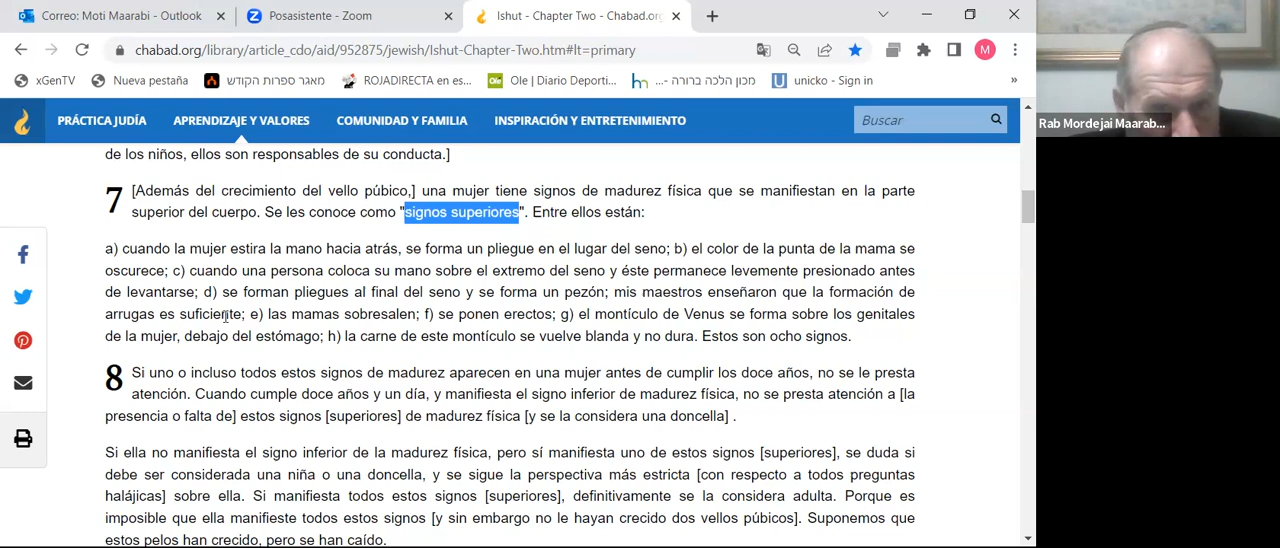 Correo: Moti Maarabi - Outlook
Posasistente - Zoom
Ishut - Chapter Two - Chabad.org
chabad.org/library/article_cdo/aid/952875/jewish/Ishut-Chapter-Two.htm#lt=primary
M
xGenTV
Nueva pestaña
מאגר ספרות הקודש
ROJADIRECTA en es...
Ole | Diario Deporti...
מכון הלכה ברורה -...
unicko - Sign in
»
PRÁCTICA JUDÍA
APRENDIZAJE Y VALORES
COMUNIDAD Y FAMILIA
INSPIRACIÓN Y ENTRETENIMIENTO
Buscar
Rab Mordejai Maarab...
de los niños, ellos son responsables de su conducta.]
7 [Además del crecimiento del vello púbico,] una mujer tiene signos de madurez física que se manifiestan en la parte
superior del cuerpo. Se les conoce como "signos superiores". Entre ellos están:
a) cuando la mujer estira la mano hacia atrás, se forma un pliegue en el lugar del seno; b) el color de la punta de la mama se
oscurece; c) cuando una persona coloca su mano sobre el extremo del seno y éste permanece levemente presionado antes
de levantarse; d) se forman pliegues al final del seno y se forma un pezón; mis maestros enseñaron que la formación de
arrugas es suficiente; e) las mamas sobresalen; f) se ponen erectos; g) el montículo de Venus se forma sobre los genitales
de la mujer, debajo del estómago; h) la carne de este montículo se vuelve blanda y no dura. Estos son ocho signos.
8 Si uno o incluso todos estos signos de madurez aparecen en una mujer antes de cumplir los doce años, no se le presta
atención. Cuando cumple doce años y un día, y manifiesta el signo inferior de madurez física, no se presta atención a [la
presencia o falta de] estos signos [superiores] de madurez física [y se la considera una doncella] .
Si ella no manifiesta el signo inferior de la madurez física, pero sí manifiesta uno de estos signos [superiores], se duda si
debe ser considerada una niña o una doncella, y se sigue la perspectiva más estricta [con respecto a todos preguntas
halájicas] sobre ella. Si manifiesta todos estos signos [superiores], definitivamente se la considera adulta. Porque es
imposible que ella manifieste todos estos signos [y sin embargo no le hayan crecido dos vellos púbicos]. Suponemos que
estos pelos han crecido, pero se han caído.